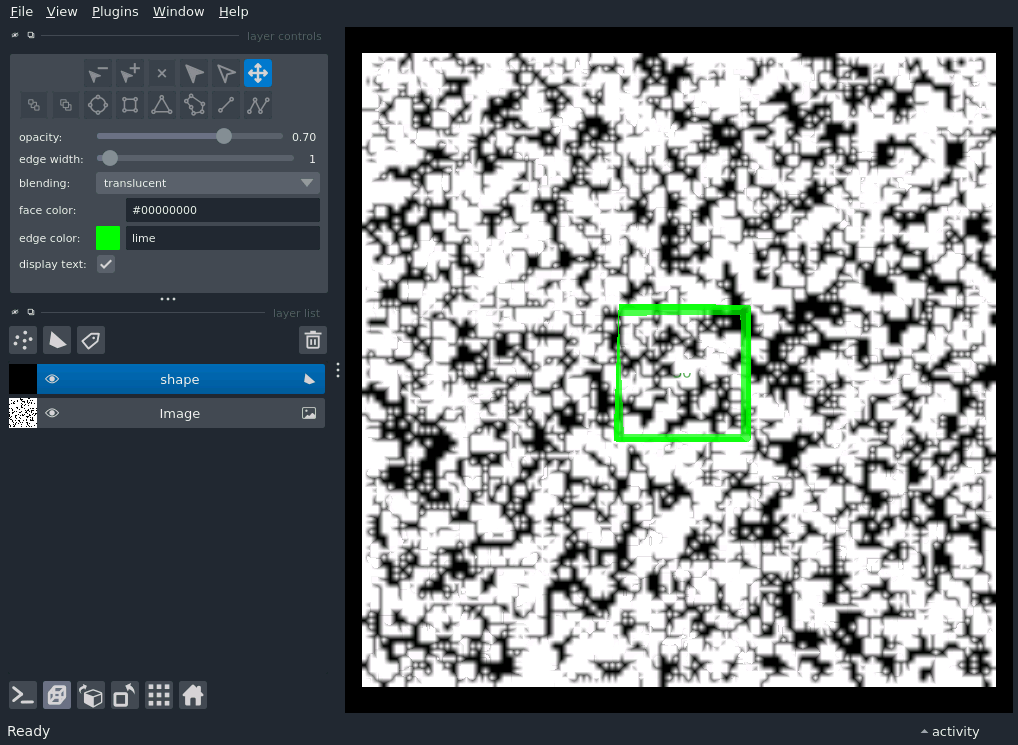 File View Plugins Window Help
layer controls
opacity: 0.70
edge width: 1
blending: translucent
face color: #00000000
edge color: lime
display text:
layer list
shape
Image
Ready
activity